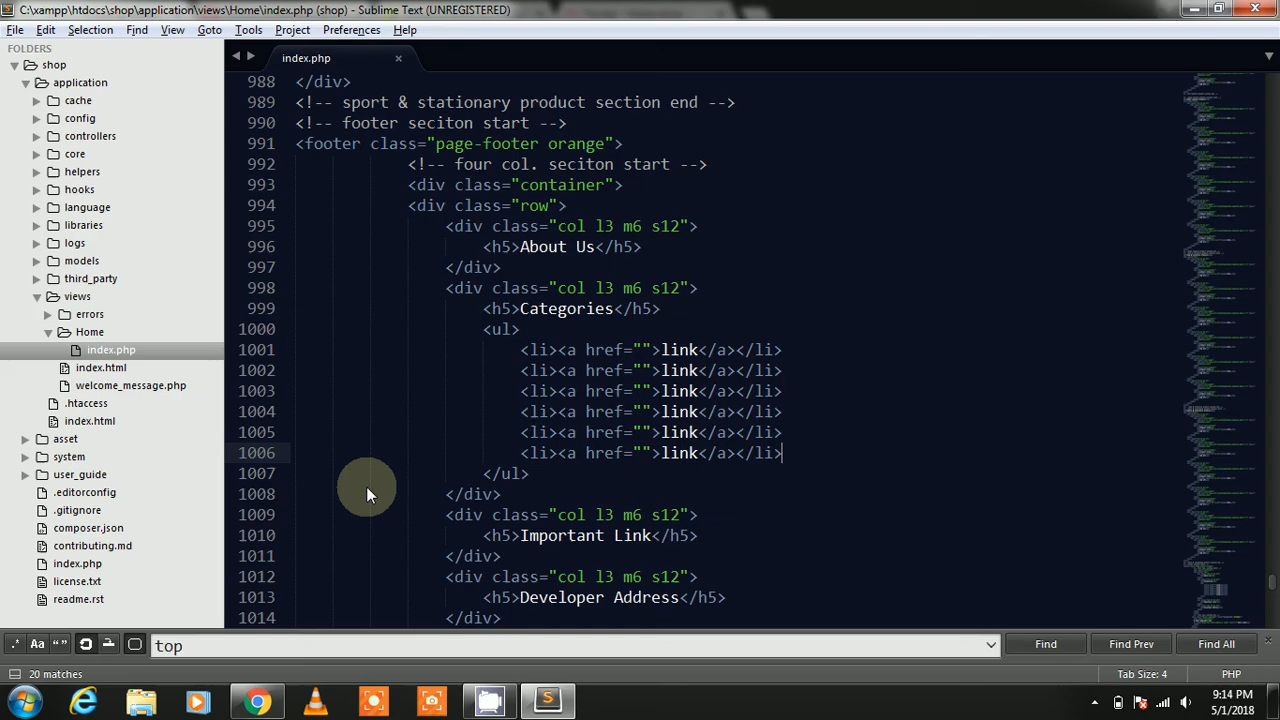 C:\xampp\htdocs\shop\application\views\Home\index.php (shop) - Sublime Text (UNREGISTERED)
File Edit Selection Find View Goto Tools Project Preferences Help
FOLDERS
shop
application
cache
config
controllers
core
helpers
hooks
language
libraries
logs
models
third_party
views
errors
Home
index.php
index.html
welcome_message.php
.htaccess
index.html
asset
system
user_guide
.editorconfig
.gitignore
composer.json
contributing.md
index.php
license.txt
readme.rst
index.php
988 </div>
989 <!-- sport & stationary product section end -->
990 <!-- footer saciton start -->
991 <footer class="page-footer orange">
992 <!-- four col. seciton start -->
993 <div class="container">
994 <div class="row">
995 <div class="col l3 m6 s12">
996 <h5>About Us</h5>
997 </div>
998 <div class="col l3 m6 s12">
999 <h5>Categories</h5>
1000 <ul>
1001 <li><a href="">link</a></li>
1002 <li><a href="">link</a></li>
1003 <li><a href="">link</a></li>
1004 <li><a href="">link</a></li>
1005 <li><a href="">link</a></li>
1006 <li><a href="">link</a></li>
1007 </ul>
1008 </div>
1009 <div class="col l3 m6 s12">
1010 <h5>Important Link</h5>
1011 </div>
1012 <div class="col l3 m6 s12">
1013 <h5>Developer Address</h5>
1014 </div>
.* Aa “ ” top Find Find Prev Find All
20 matches Tab Size: 4 PHP
9:14 PM
5/1/2018